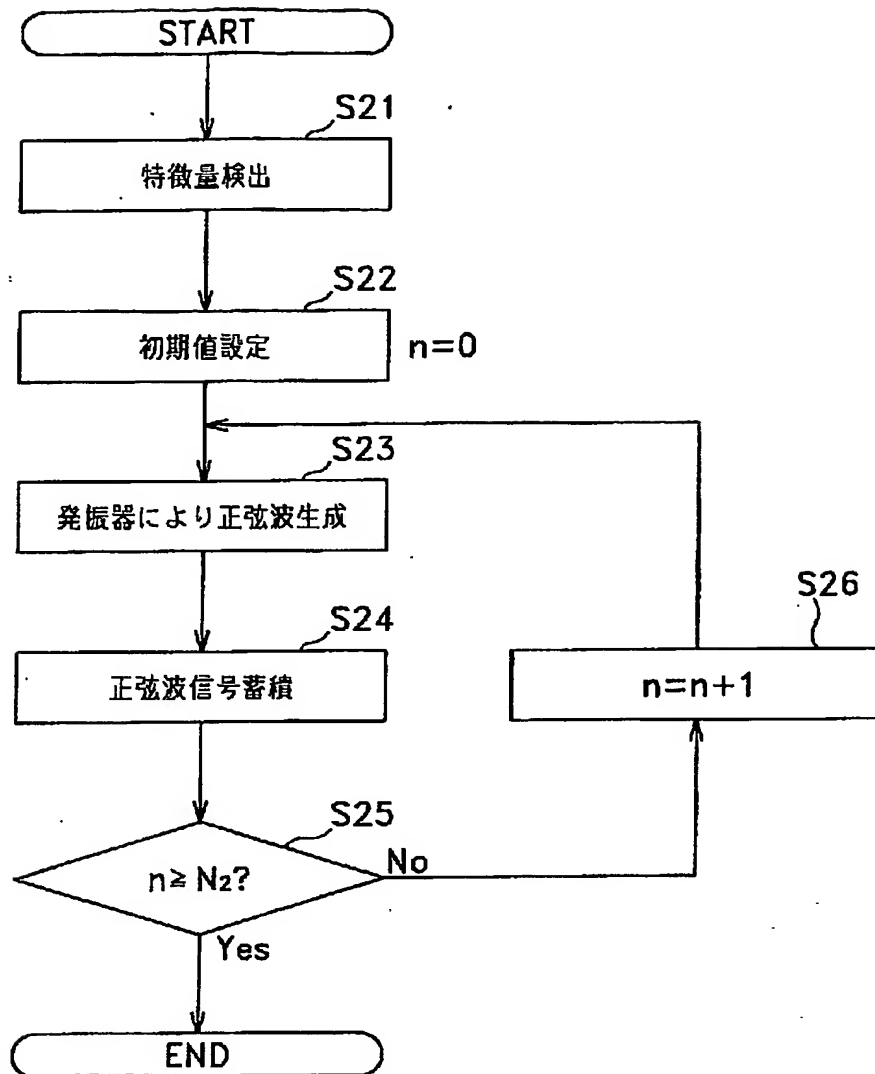 START
S21
特徴量検出
S22
初期値設定
n=0
S23
発振器により正弦波生成
S24
正弦波信号蓄積
S26
n=n+1
S25
n≧N₂?
No
Yes
END